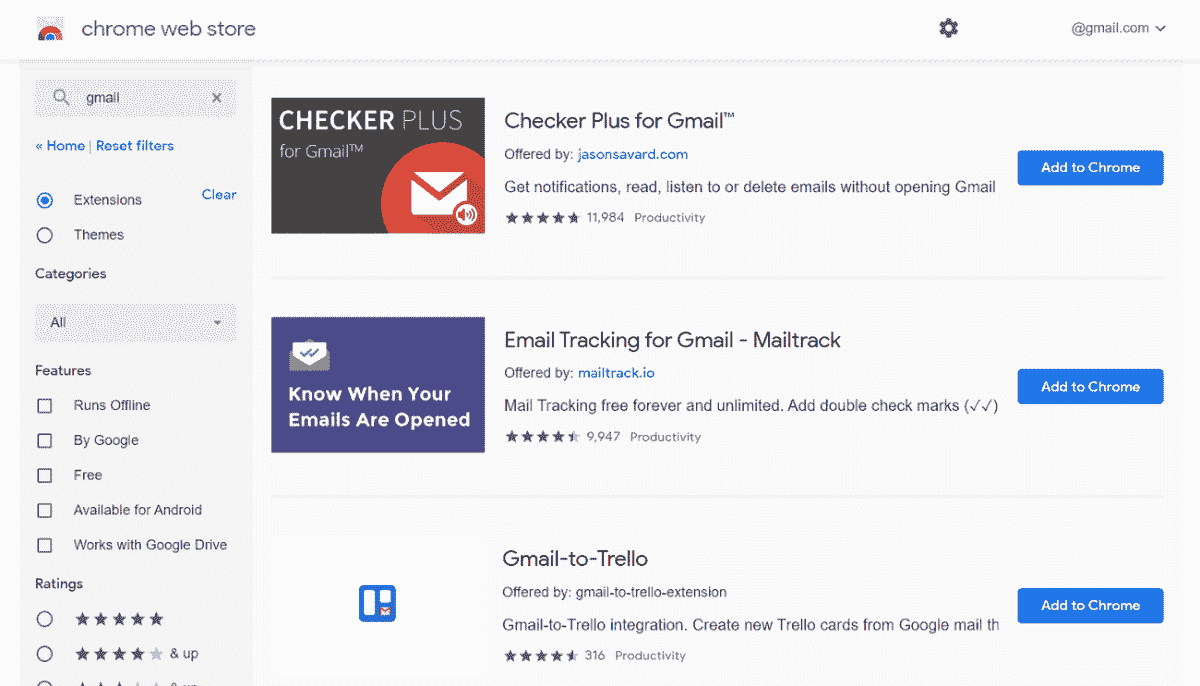 chrome web store
@gmail.com
gmail
« Home | Reset filters
Extensions
Clear
Themes
Categories
All
Features
Runs Offline
By Google
Free
Available for Android
Works with Google Drive
Ratings
& up
CHECKER PLUS
for Gmail™
Checker Plus for Gmail™
Offered by: jasonsavard.com
Get notifications, read, listen to or delete emails without opening Gmail
11,984 Productivity
Add to Chrome
Know When Your
Emails Are Opened
Email Tracking for Gmail - Mailtrack
Offered by: mailtrack.io
Mail Tracking free forever and unlimited. Add double check marks (✓✓)
9,947 Productivity
Add to Chrome
Gmail-to-Trello
Offered by: gmail-to-trello-extension
Gmail-to-Trello integration. Create new Trello cards from Google mail th
316 Productivity
Add to Chrome